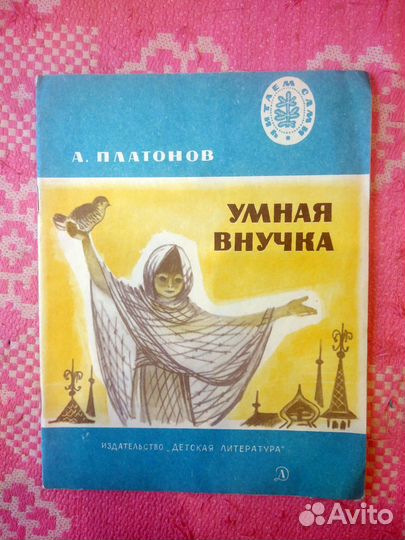 ЧИТАЕМ САМИ
А. ПЛАТОНОВ
УМНАЯ
ВНУЧКА
ИЗДАТЕЛЬСТВО „ДЕТСКАЯ ЛИТЕРАТУРА"
Д
Avito